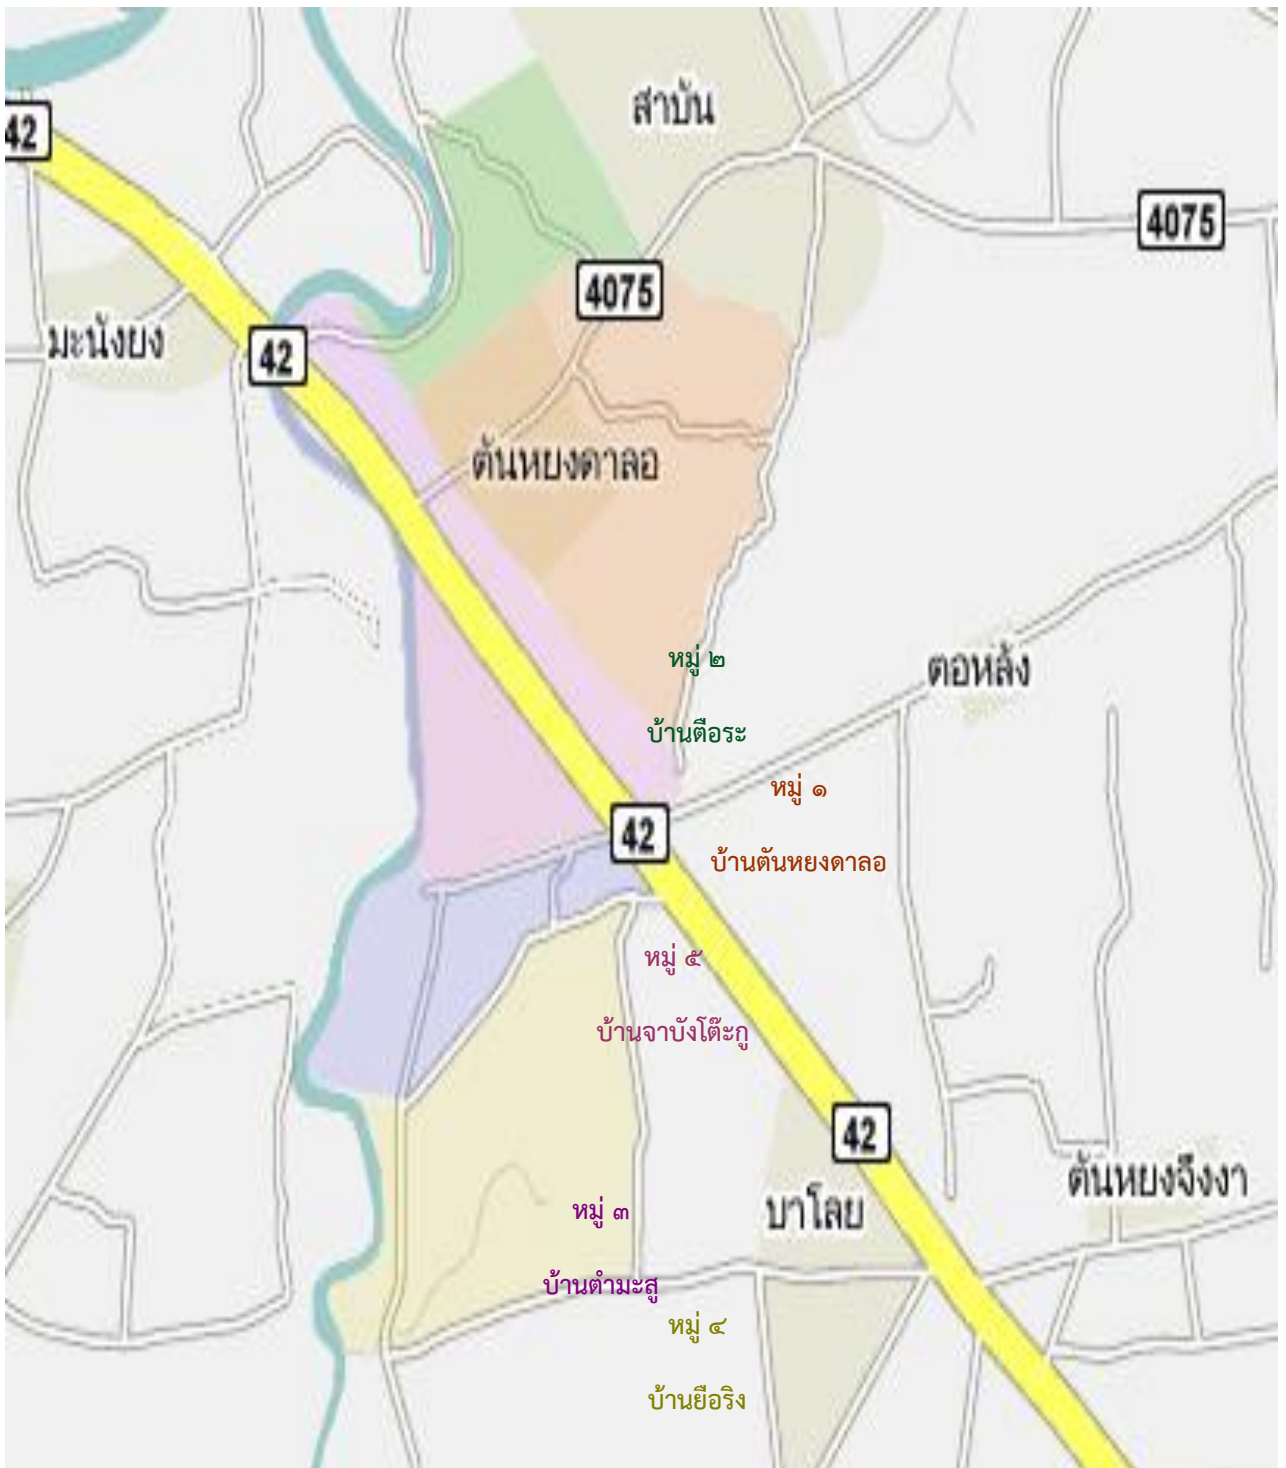 สาบัน
42
4075
4075
มะนังยง
42
ตันหยงดาลอ
หมู่ ๒
ตอหลัง
บ้านตือระ
หมู่ ๑
42
บ้านตันหยงดาลอ
หมู่ ๕
บ้านจาบังโต๊ะกู
42
ตันหยงจึงงา
หมู่ ๓
บาโลย
บ้านตำมะสู
หมู่ ๔
บ้านยือริง